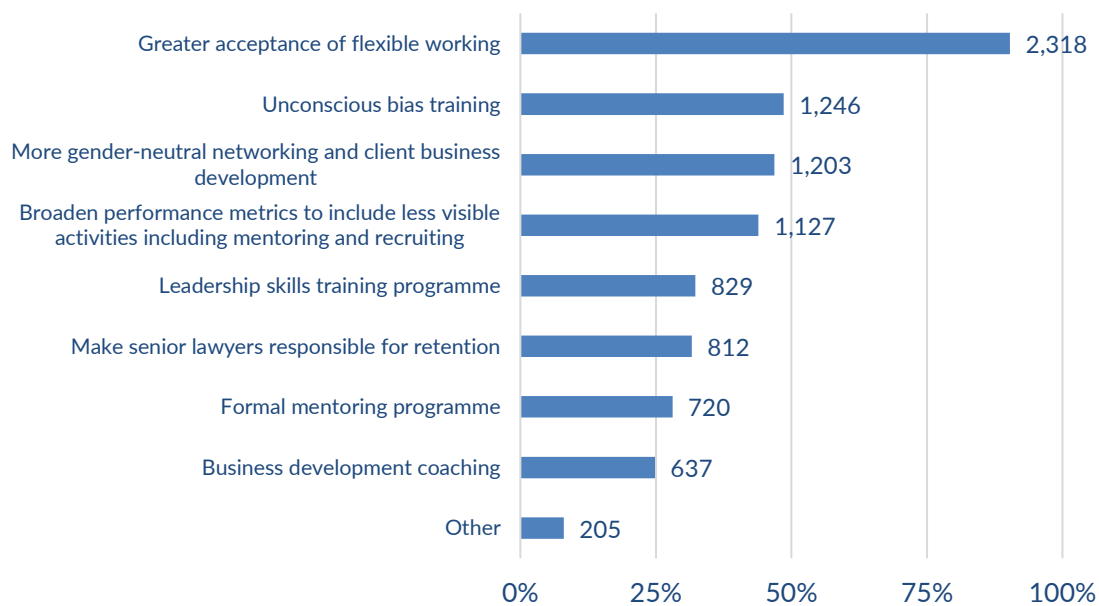 Greater acceptance of flexible working
2,318
Unconscious bias training
1,246
More gender-neutral networking and client business
development
1,203
Broaden performance metrics to include less visible
activities including mentoring and recruiting
1,127
Leadership skills training programme
829
Make senior lawyers responsible for retention
812
Formal mentoring programme
720
Business development coaching
637
Other
205
0% 25% 50% 75% 100%